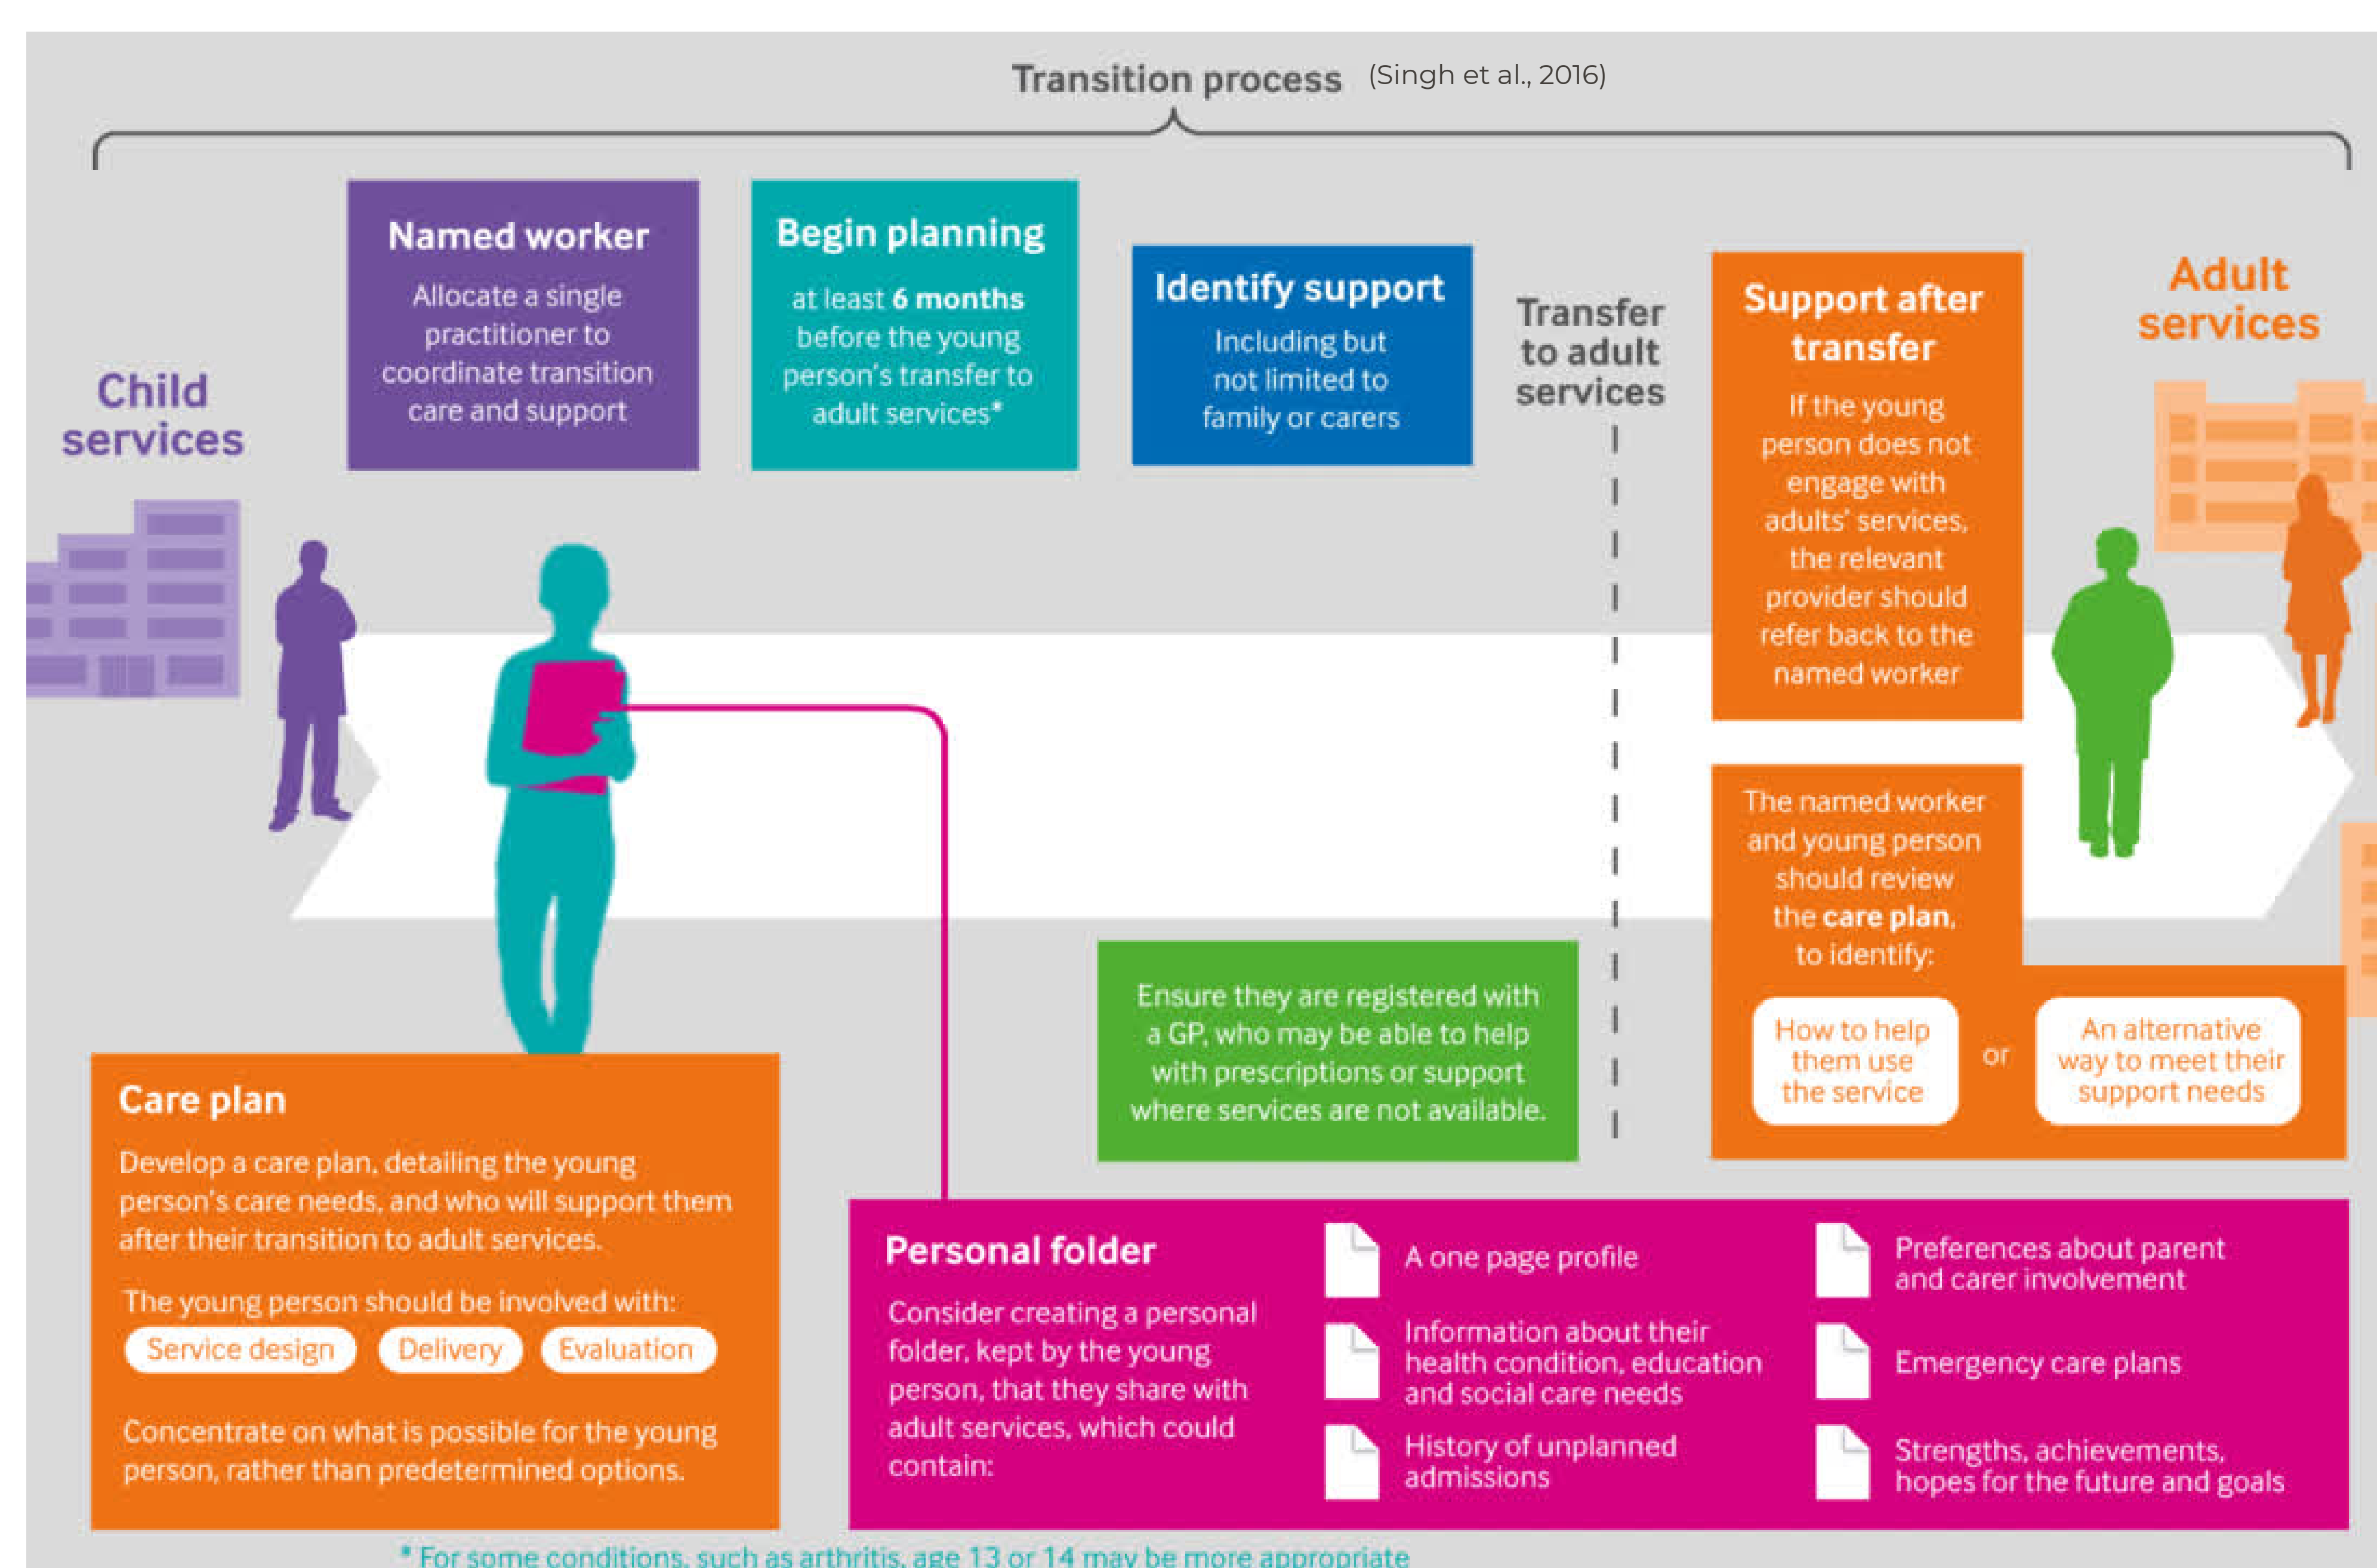 Transition process (Singh et al., 2016)
Child
services
Named worker
Allocate a single
practitioner to
coordinate transition
care and support
Begin planning
at least 6 months
before the young
person's transfer to
adult services*
Identify support
Including but
not limited to
family or carers
Transfer
to adult
services
Support after
transfer
If the young
person does not
engage with
adults' services,
the relevant
provider should
refer back to the
named worker
Adult
services
The named worker
and young person
should review
the care plan,
to identify:
How to help
them use
the service
or
An alternative
way to meet their
support needs
Ensure they are registered with
a GP, who may be able to help
with prescriptions or support
where services are not available.
Care plan
Develop a care plan, detailing the young
person's care needs, and who will support them
after their transition to adult services.
The young person should be involved with:
Service design Delivery Evaluation
Concentrate on what is possible for the young
person, rather than predetermined options.
Personal folder
Consider creating a personal
folder, kept by the young
person, that they share with
adult services, which could
contain:
A one page profile
Information about their
health condition, education
and social care needs
History of unplanned
admissions
Preferences about parent
and carer involvement
Emergency care plans
Strengths, achievements,
hopes for the future and goals
* For some conditions, such as arthritis, age 13 or 14 may be more appropriate